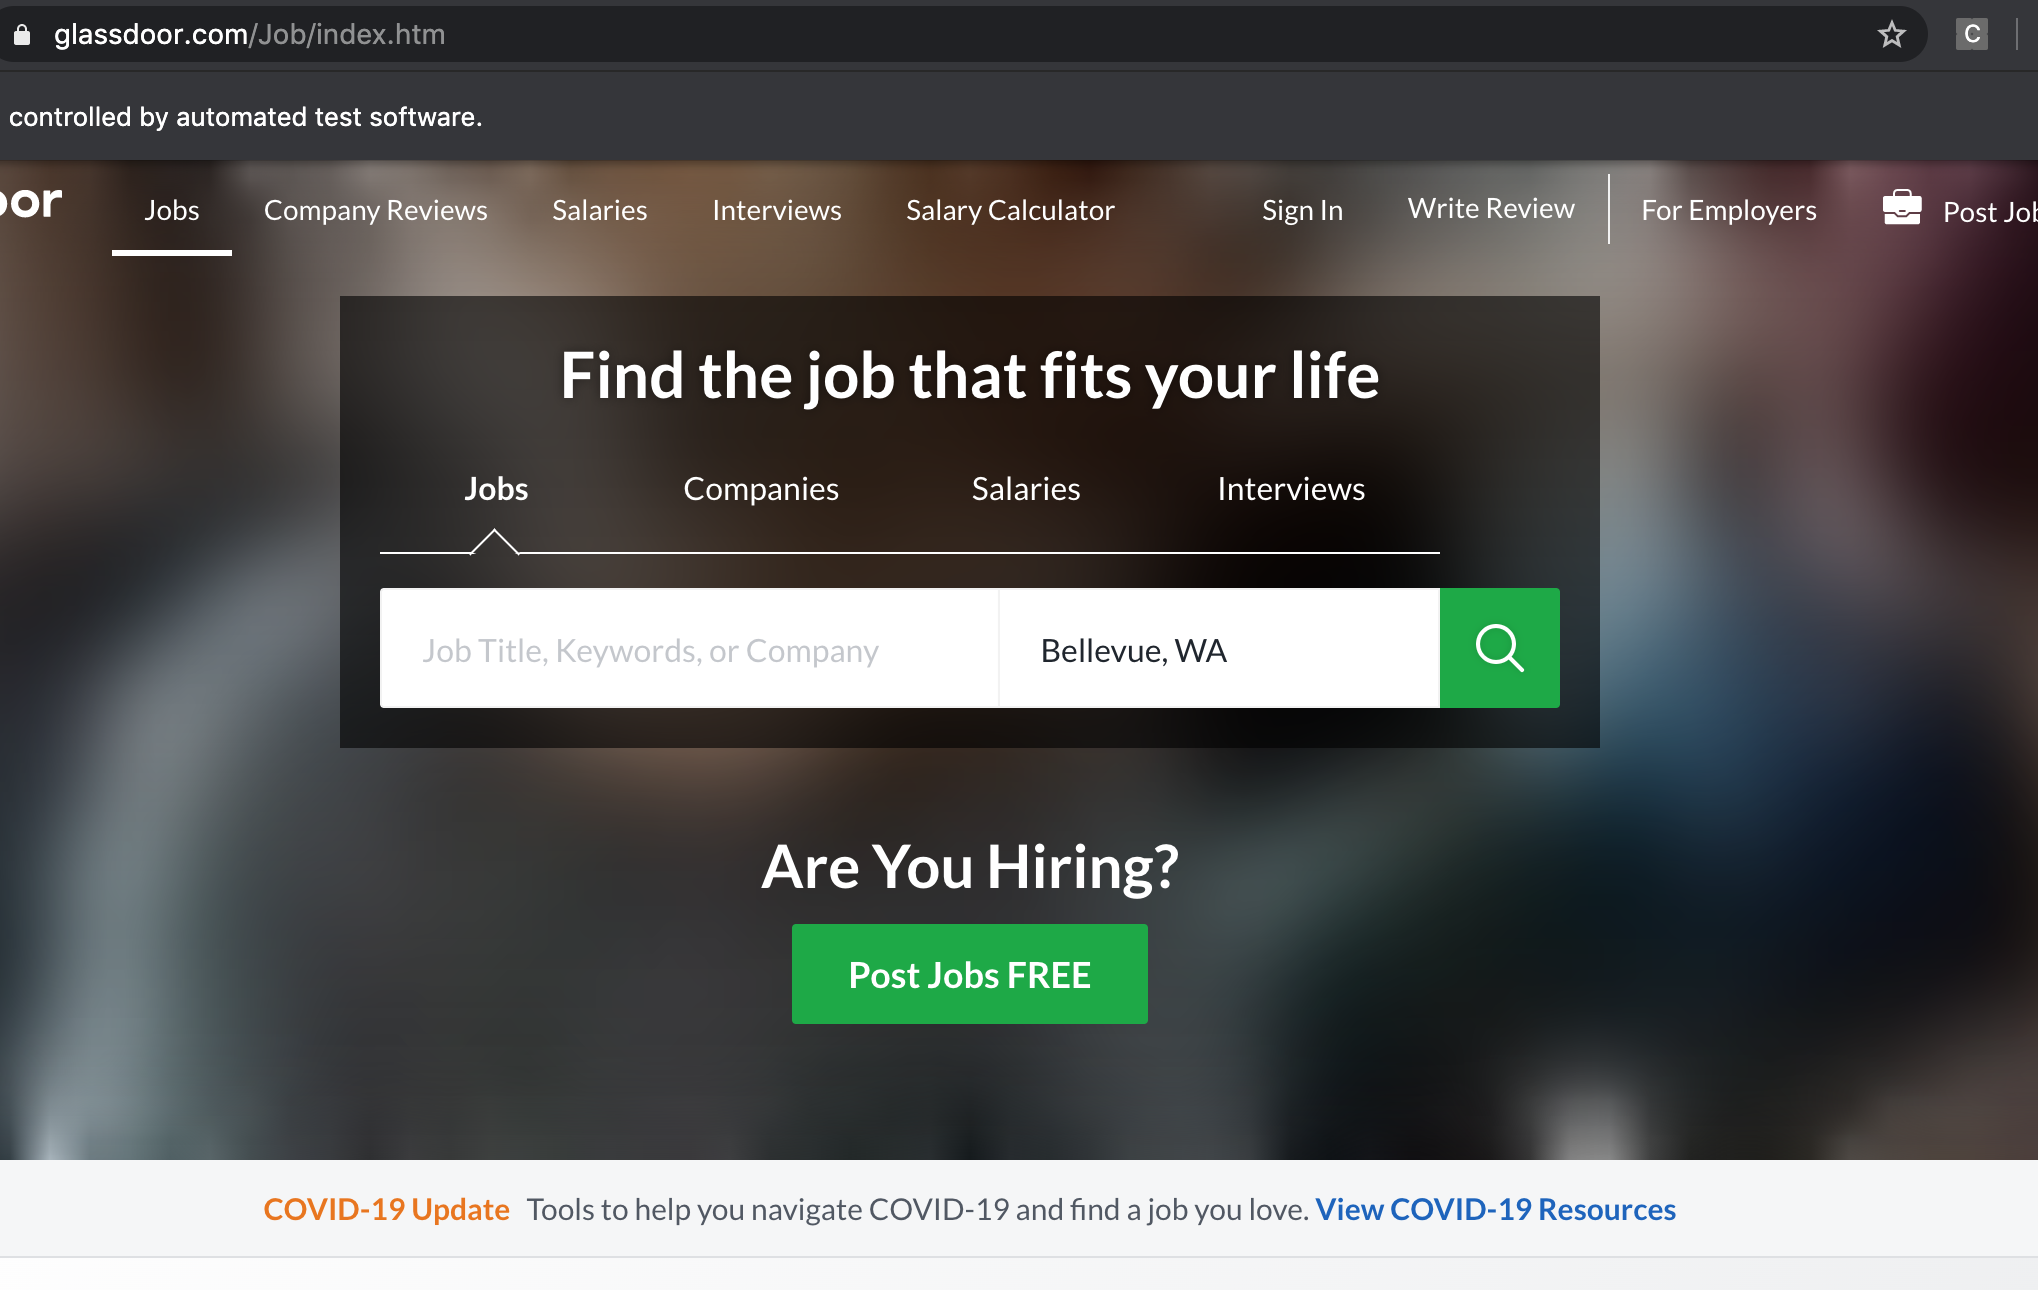 glassdoor.com/Job/index.htm
C
controlled by automated test software.
oor Jobs Company Reviews Salaries Interviews Salary Calculator Sign In Write Review For Employers Post Job
Find the job that fits your life
Jobs Companies Salaries Interviews
Job Title, Keywords, or Company Bellevue, WA
Are You Hiring?
Post Jobs FREE
COVID-19 Update Tools to help you navigate COVID-19 and find a job you love. View COVID-19 Resources